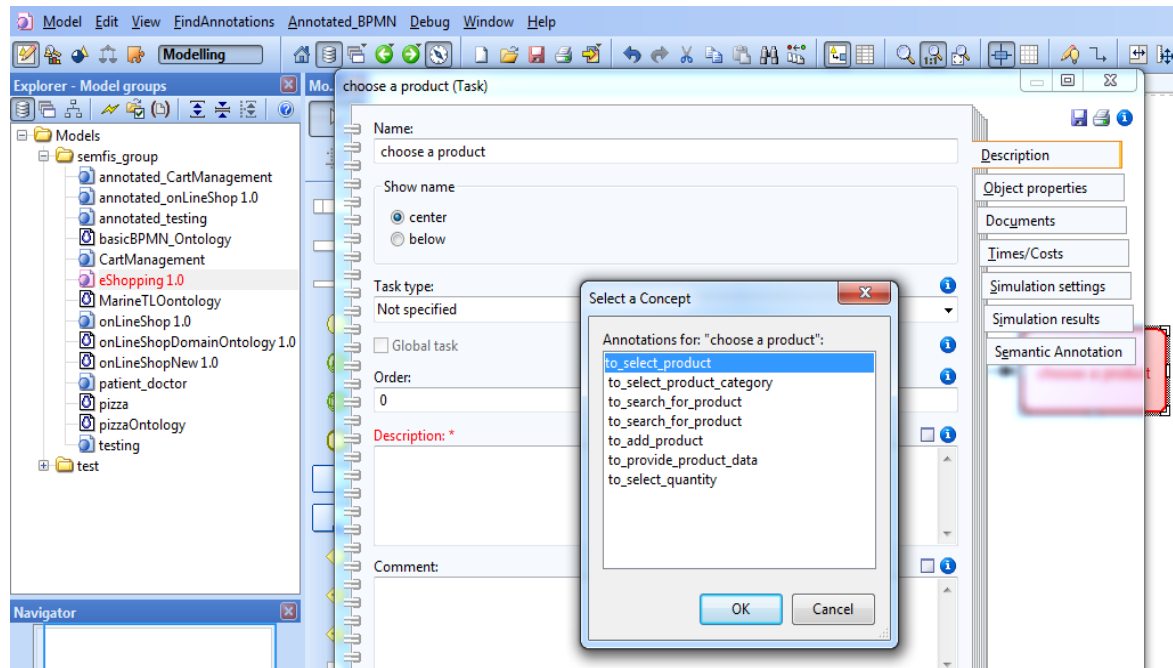 Model Edit View FindAnnotations Annotated_BPMN Debug Window Help
Modelling
Explorer - Model groups
Models
semfis_group
annotated_CartManagement
annotated_onLineShop 1.0
annotated_testing
basicBPMN_Ontology
CartManagement
eShopping 1.0
MarineTLOontology
onLineShop 1.0
onLineShopDomainOntology 1.0
onLineShopNew 1.0
patient_doctor
pizza
pizzaOntology
testing
test
Navigator
Mo..
choose a product (Task)
Name:
choose a product
Show name
center
below
Task type:
Not specified
Global task
Order:
0
Description: *
Comment:
Select a Concept
Annotations for: "choose a product":
to_select_product
to_select_product_category
to_search_for_product
to_search_for_product
to_add_product
to_provide_product_data
to_select_quantity
OK Cancel
Description
Object properties
Documents
Times/Costs
Simulation settings
Simulation results
Semantic Annotation
choose a product